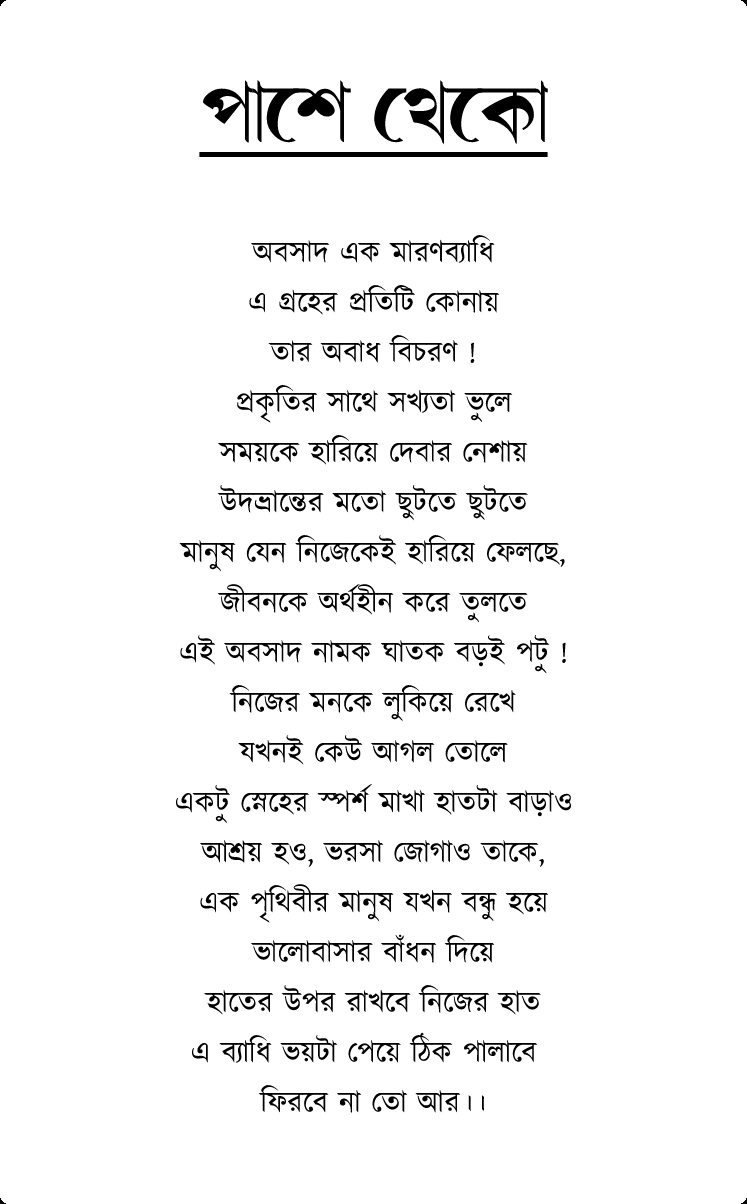 পাশে থেকো
অবসাদ এক মারণব্যাধি
এ গ্রহের প্রতিটি কোনায়
তার অবাধ বিচরণ !
প্রকৃতির সাথে সখ্যতা ভুলে
সময়কে হারিয়ে দেবার নেশায়
উদভ্রান্তের মতো ছুটতে ছুটতে
মানুষ যেন নিজেকেই হারিয়ে ফেলছে,
জীবনকে অর্থহীন করে তুলতে
এই অবসাদ নামক ঘাতক বড়ই পটু !
নিজের মনকে লুকিয়ে রেখে
যখনই কেউ আগল তোলে
একটু স্নেহের স্পর্শ মাখা হাতটা বাড়াও
আশ্রয় হও, ভরসা জোগাও তাকে,
এক পৃথিবীর মানুষ যখন বন্ধু হয়ে
ভালোবাসার বাঁধন দিয়ে
হাতের উপর রাখবে নিজের হাত
এ ব্যাধি ভয়টা পেয়ে ঠিক পালাবে
ফিরবে না তো আর।।